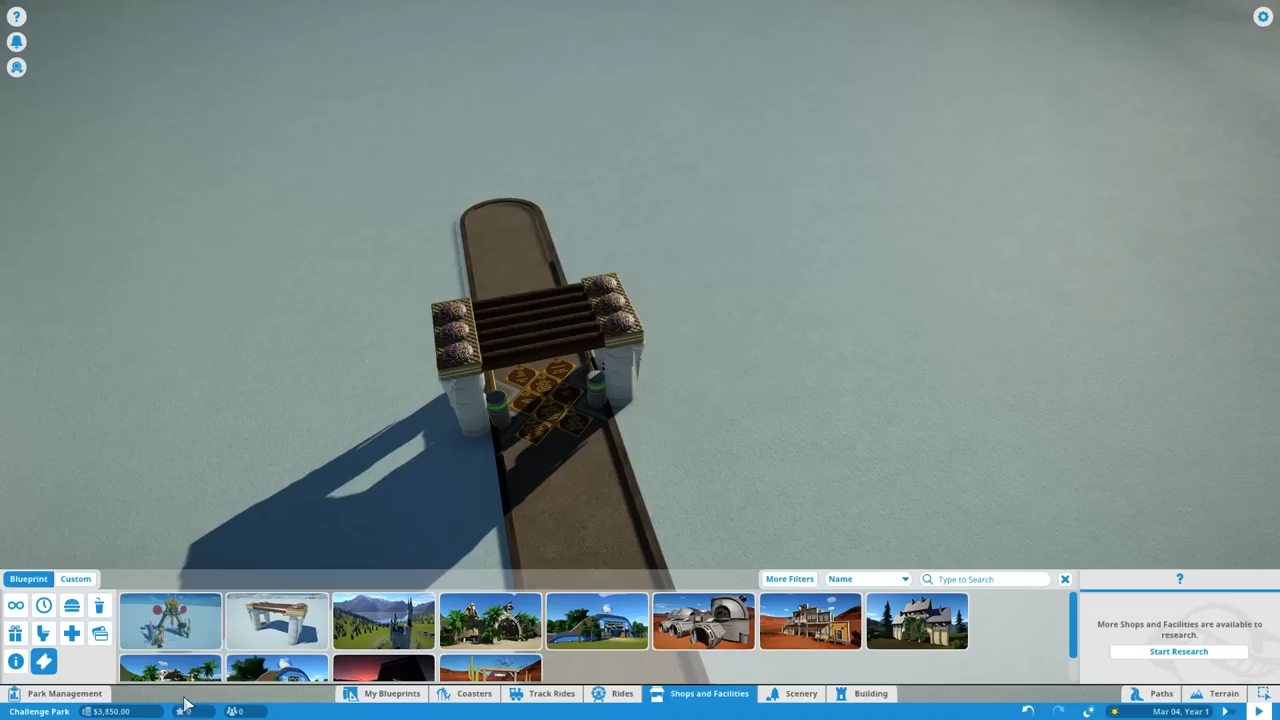 Blueprint
Custom
More Filters
Name
Type to Search
?
More Shops and Facilities are available to
research.
Start Research
Park Management
My Blueprints
Coasters
Track Rides
Rides
Shops and Facilities
Scenery
Building
Paths
Terrain
Challenge Park
$3,850.00
0
0
Mar 04, Year 1